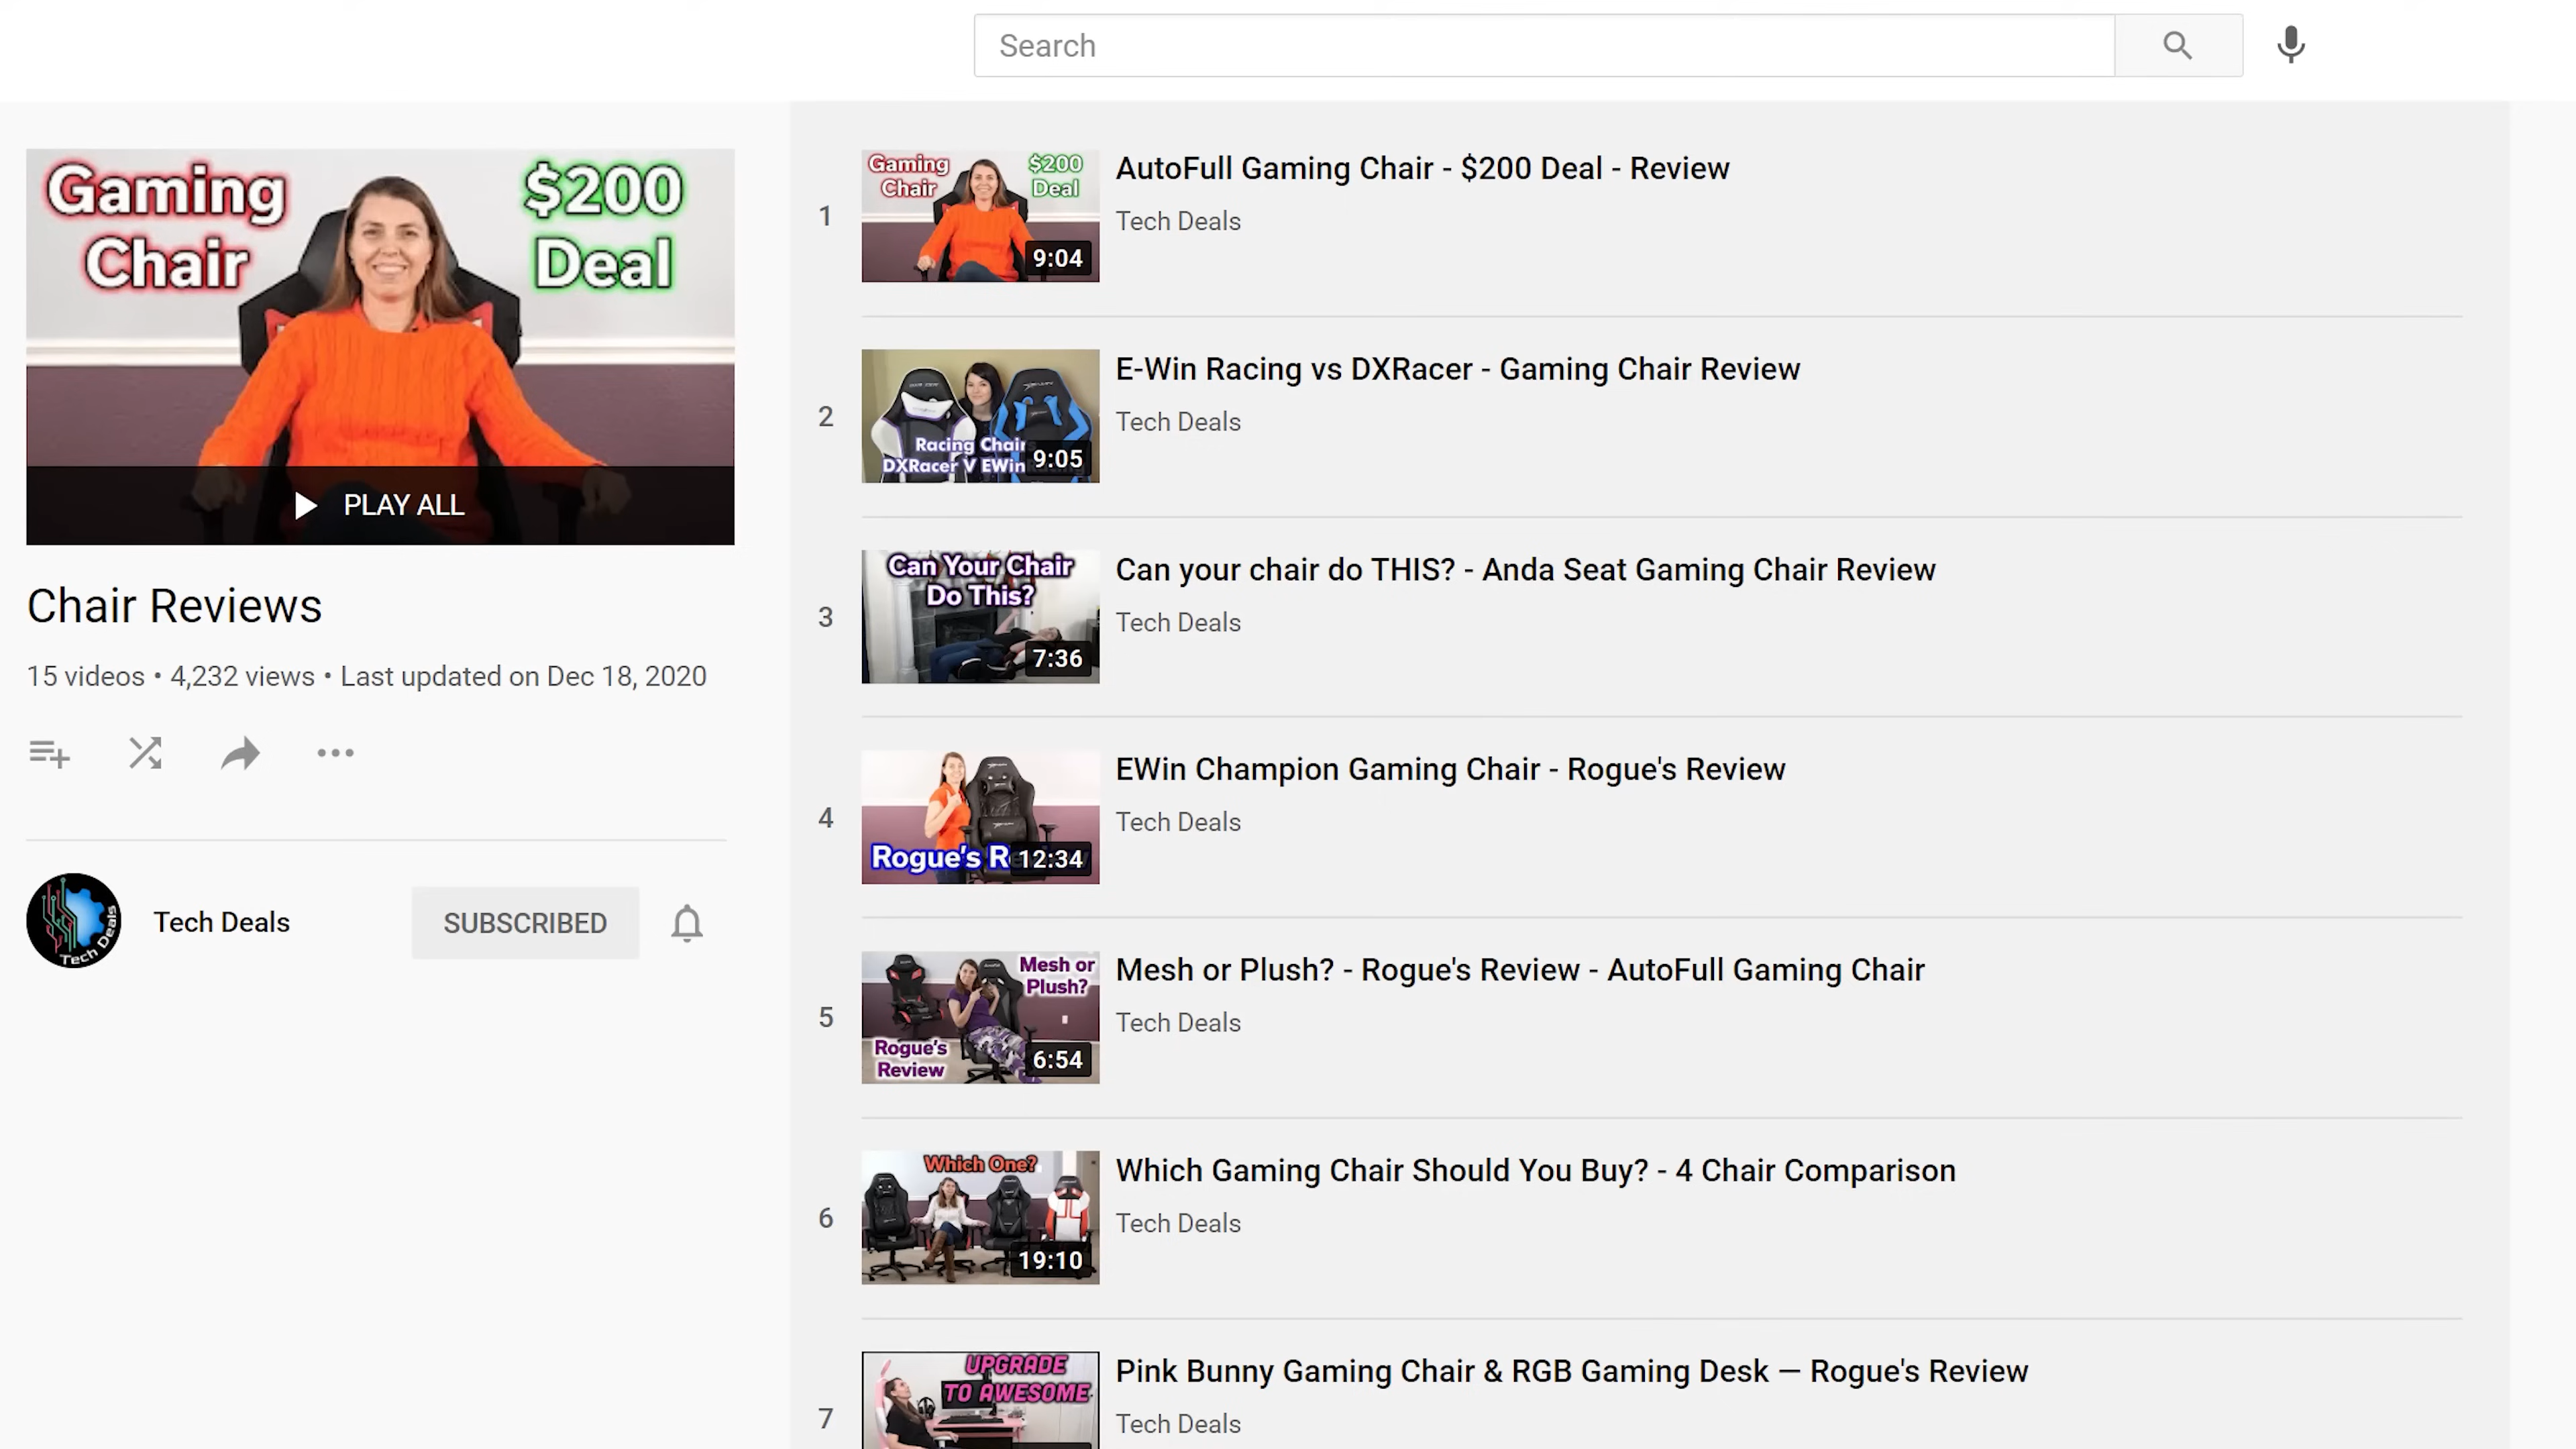 Search
Gaming
Chair
$200
Deal
PLAY ALL
Chair Reviews
15 videos • 4,232 views • Last updated on Dec 18, 2020
Tech Deals
Tech Deals
SUBSCRIBED
1
Gaming
Chair
$200
Deal
9:04
AutoFull Gaming Chair - $200 Deal - Review
Tech Deals
2
Racing Chair
DXRacer V EWin
9:05
E-Win Racing vs DXRacer - Gaming Chair Review
Tech Deals
3
Can Your Chair
Do This?
7:36
Can your chair do THIS? - Anda Seat Gaming Chair Review
Tech Deals
4
Rogue's R
12:34
EWin Champion Gaming Chair - Rogue's Review
Tech Deals
5
Mesh or
Plush?
Rogue's
Review
6:54
Mesh or Plush? - Rogue's Review - AutoFull Gaming Chair
Tech Deals
6
Which One?
19:10
Which Gaming Chair Should You Buy? - 4 Chair Comparison
Tech Deals
7
UPGRADE
TO AWESOME
Pink Bunny Gaming Chair & RGB Gaming Desk — Rogue's Review
Tech Deals